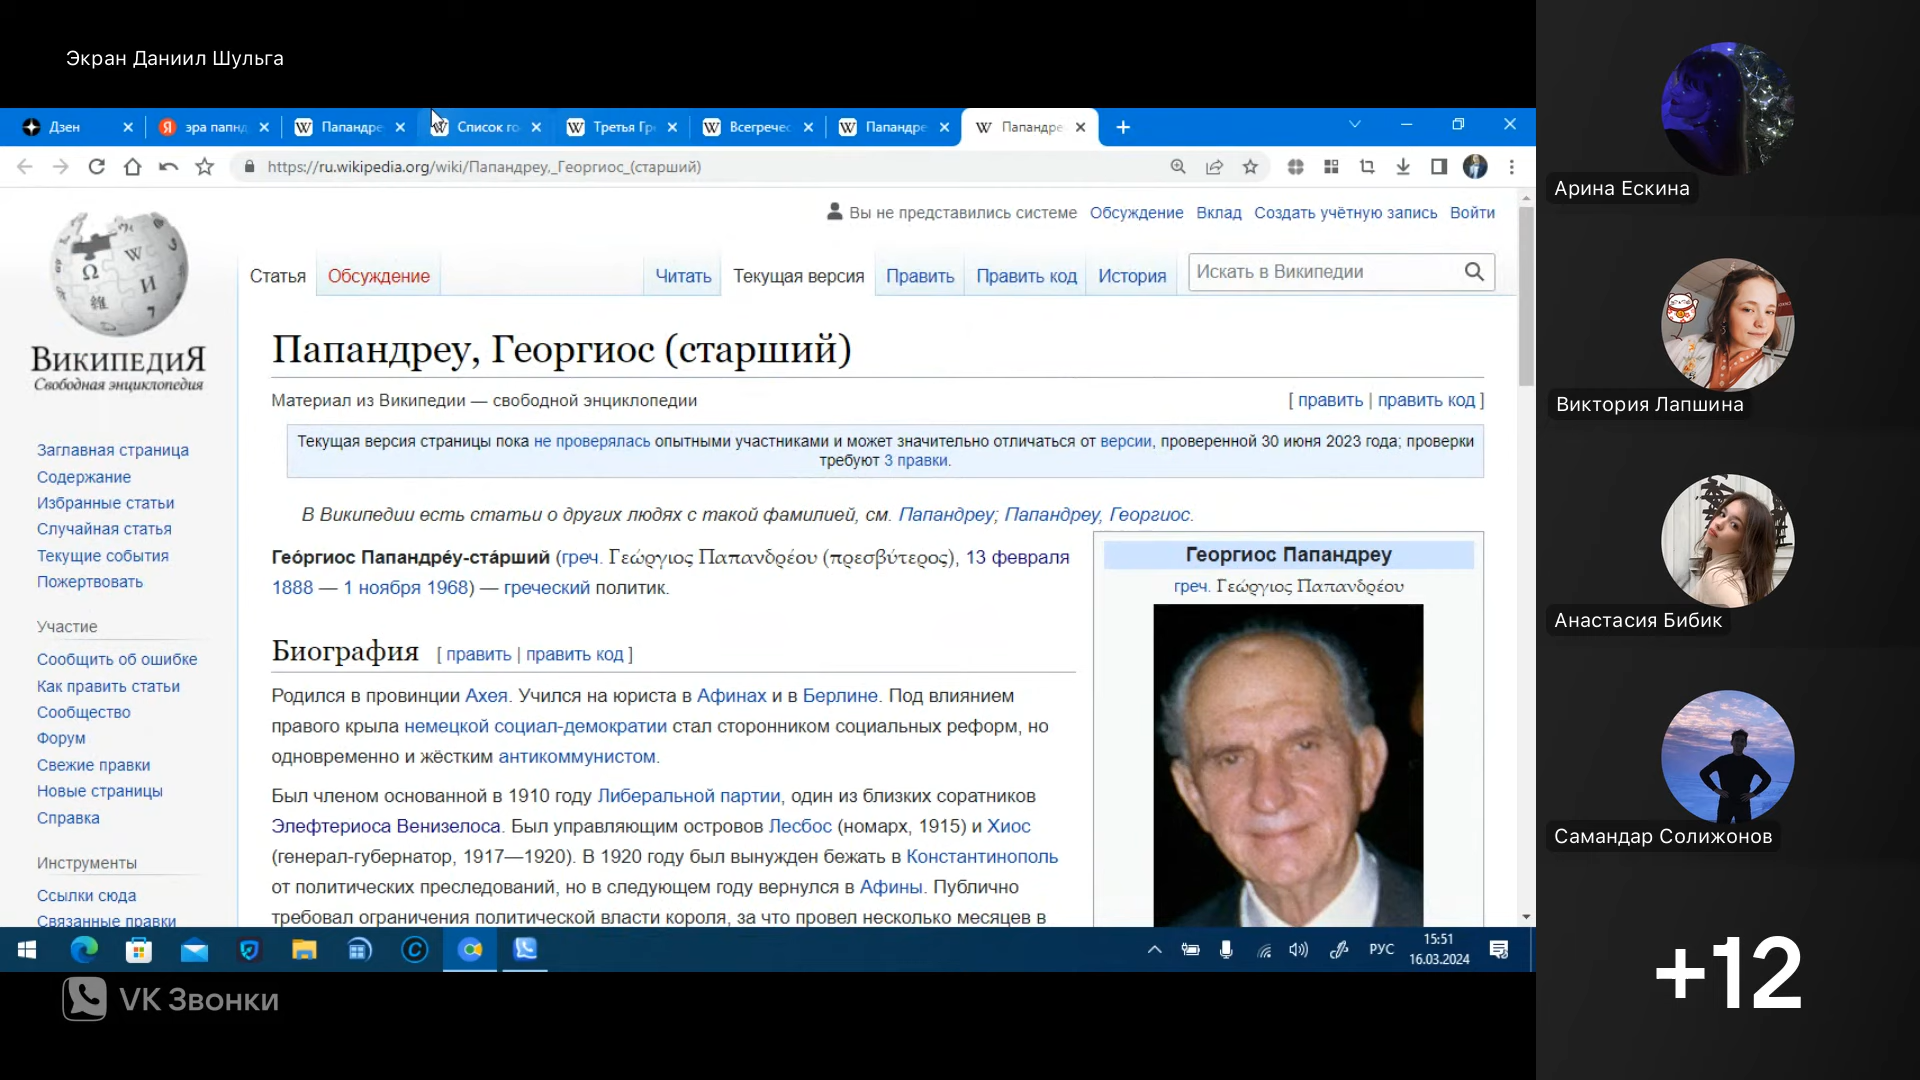 Экран Даниил Шульга
Дзен
эра папнд
Папандре
Список го
Третья Гр
Всегречес
Папандре
Папандре
https://ru.wikipedia.org/wiki/Папандреу,_Георгиос_(старший)
Вы не представились системе Обсуждение Вклад Создать учётную запись Войти
Статья Обсуждение Читать Текущая версия Править Править код История Искать в Википедии
ВикипедиЯ
Свободная энциклопедия
Заглавная страница
Содержание
Избранные статьи
Случайная статья
Текущие события
Пожертвовать
Участие
Сообщить об ошибке
Как править статьи
Сообщество
Форум
Свежие правки
Новые страницы
Справка
Инструменты
Ссылки сюда
Связанные правки
Папандреу, Георгиос (старший)
Материал из Википедии — свободной энциклопедии [ править | править код ]
Текущая версия страницы пока не проверялась опытными участниками и может значительно отличаться от версии, проверенной 30 июня 2023 года; проверки
требуют 3 правки.
В Википедии есть статьи о других людях с такой фамилией, см. Папандреу; Папандреу, Георгиос.
Гео́ргиос Папандре́у-ста́рший (греч. Γεώργιος Παπανδρέου (πρεσβύτερος), 13 февраля
1888 — 1 ноября 1968) — греческий политик.
Биография [ править | править код ]
Родился в провинции Ахея. Учился на юриста в Афинах и в Берлине. Под влиянием
правого крыла немецкой социал-демократии стал сторонником социальных реформ, но
одновременно и жёстким антикоммунистом.
Был членом основанной в 1910 году Либеральной партии, один из близких соратников
Элефтериоса Венизелоса. Был управляющим островов Лесбос (номарх, 1915) и Хиос
(генерал-губернатор, 1917—1920). В 1920 году был вынужден бежать в Константинополь
от политических преследований, но в следующем году вернулся в Афины. Публично
требовал ограничения политической власти короля, за что провел несколько месяцев в
Георгиос Папандреу
греч. Γεώργιος Παπανδρέου
РУС
15:51
16.03.2024
VK Звонки
Арина Ескина
Виктория Лапшина
Анастасия Бибик
Самандар Солижонов
+12